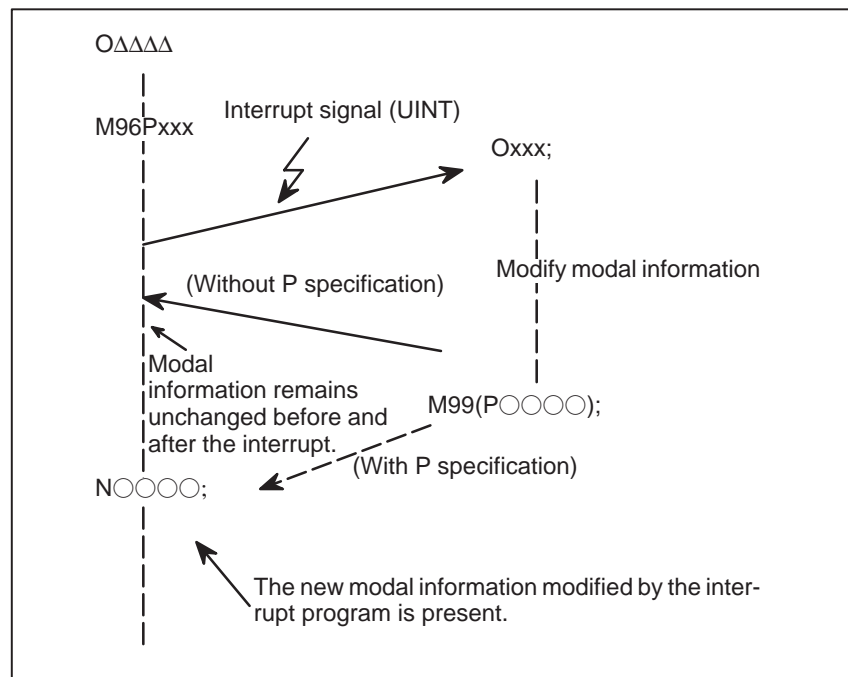 OΔΔΔΔ
M96Pxxx
Interrupt signal (UINT)
Oxxx;
Modify modal information
(Without P specification)
Modal
information remains
unchanged before and
after the interrupt.
M99(P○○○○);
(With P specification)
N○○○○;
The new modal information modified by the inter-
rupt program is present.